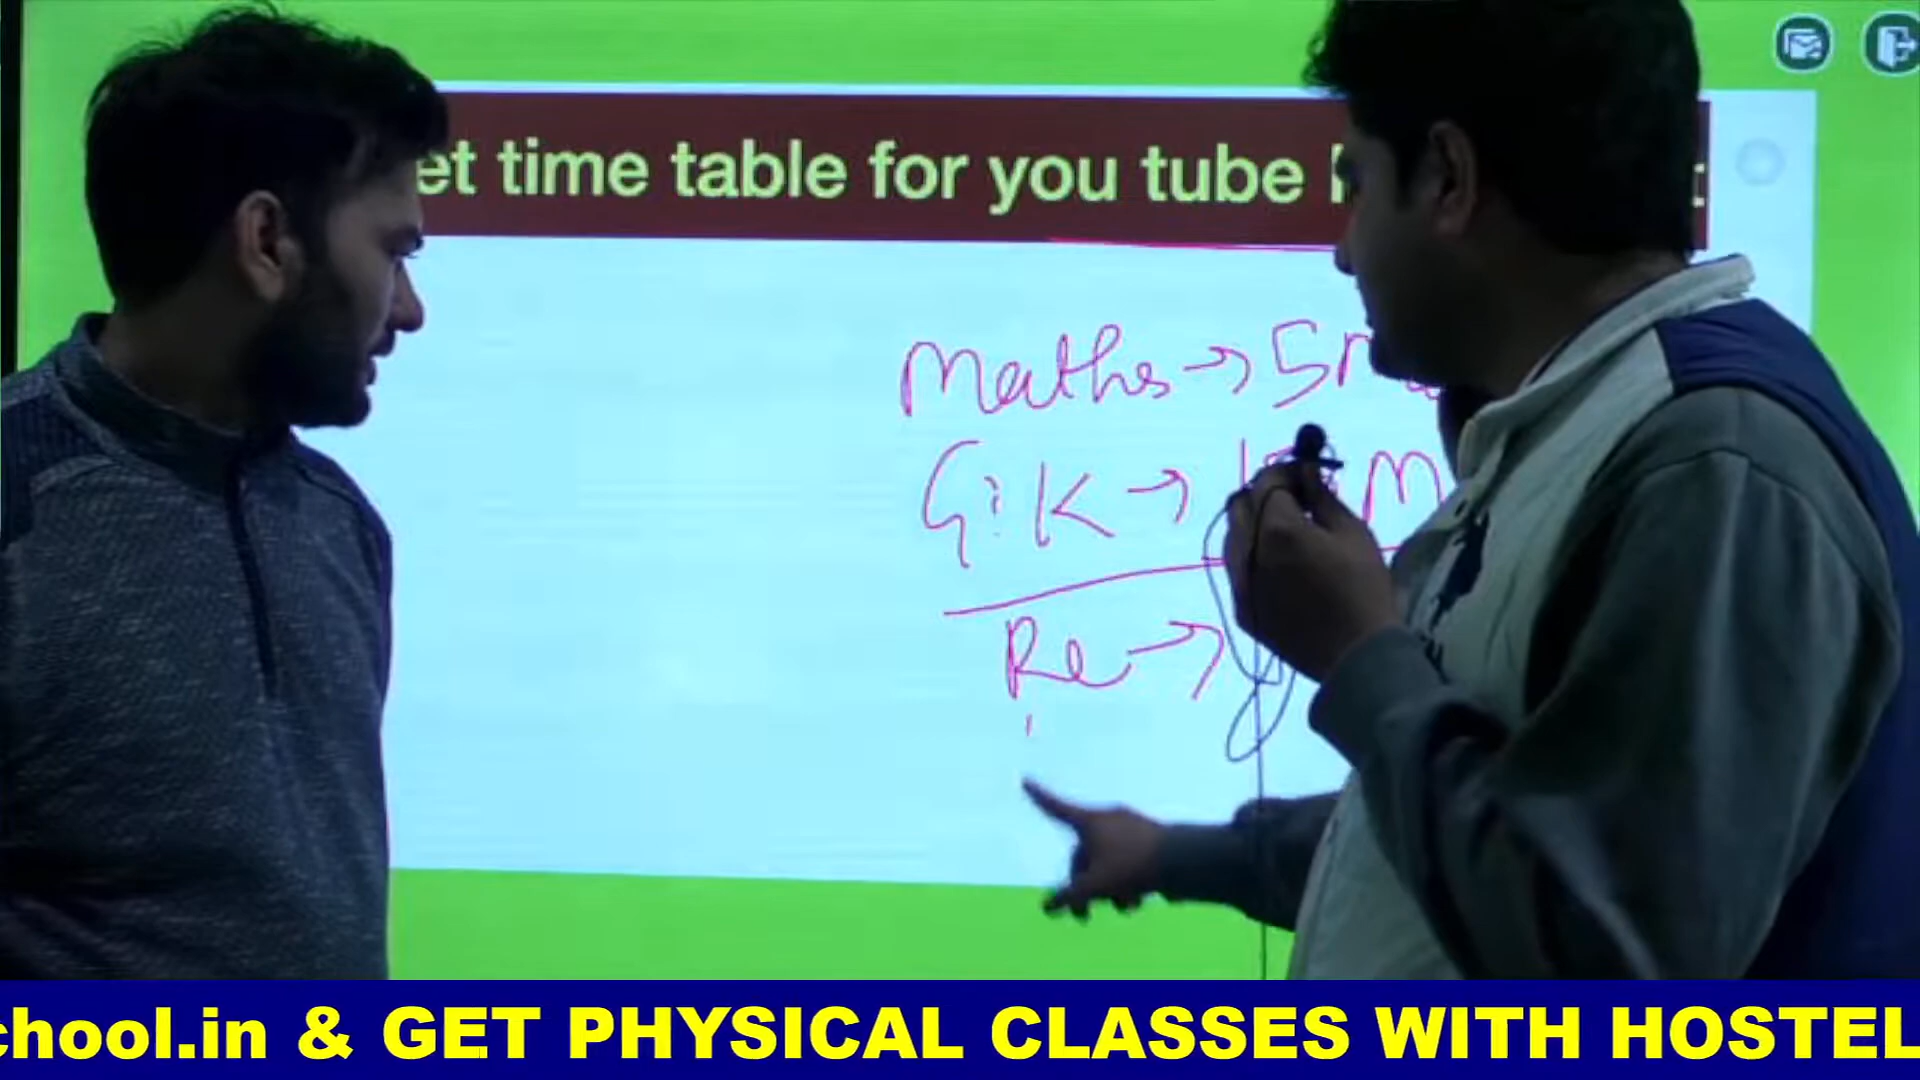 et time table for you tube
Maths → 5
G.K → M
Re →
chool.in & GET PHYSICAL CLASSES WITH HOSTEL